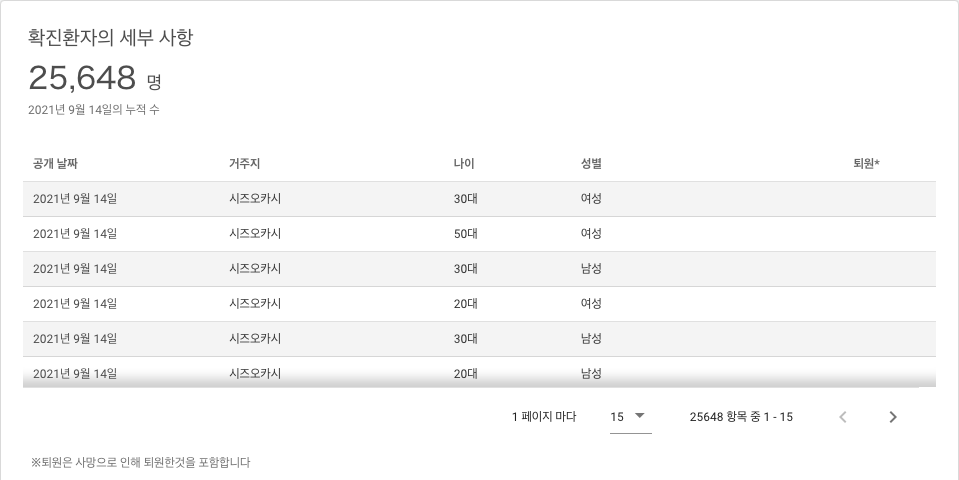 확진환자의 세부 사항
25,648 명
2021년 9월 14일의 누적 수
공개 날짜 거주지 나이 성별 퇴원*
2021년 9월 14일 시즈오카시 30대 여성
2021년 9월 14일 시즈오카시 50대 여성
2021년 9월 14일 시즈오카시 30대 남성
2021년 9월 14일 시즈오카시 20대 여성
2021년 9월 14일 시즈오카시 30대 남성
2021년 9월 14일 시즈오카시 20대 남성
1 페이지 마다 15 25648 항목 중 1 - 15
※퇴원은 사망으로 인해 퇴원한것을 포함합니다